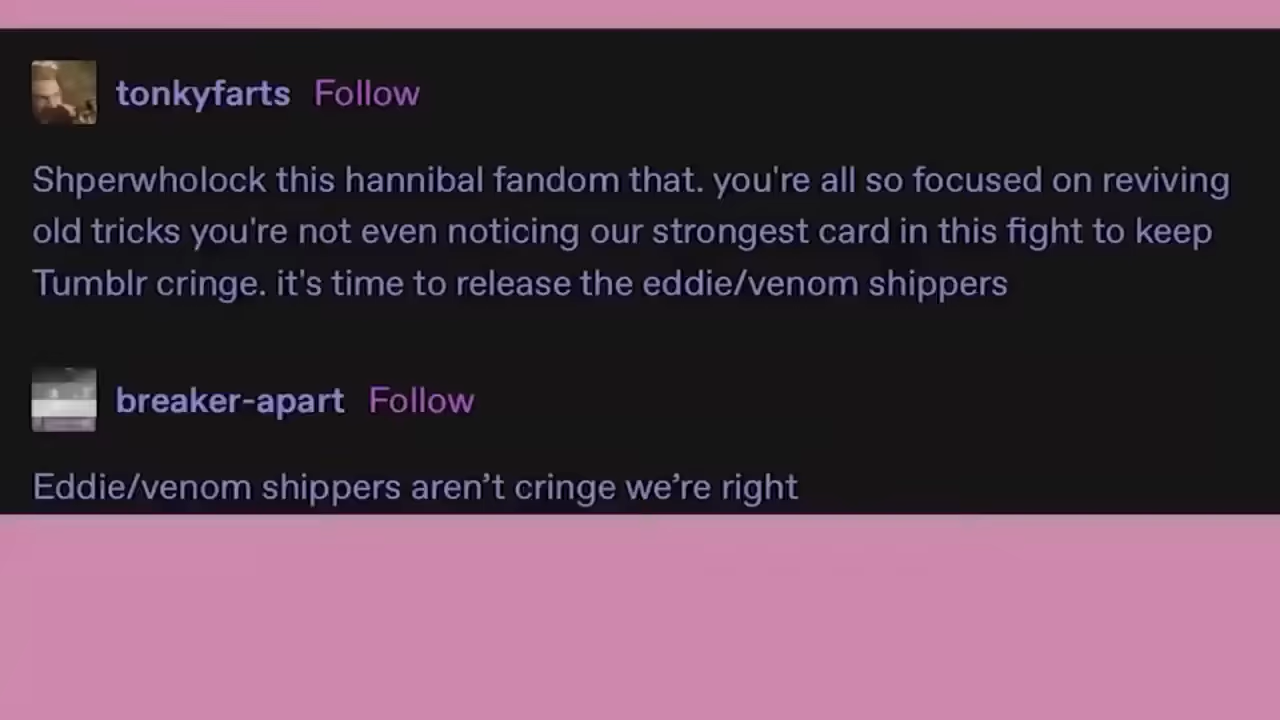 tonkyfarts Follow
Shperwholock this hannibal fandom that. you're all so focused on reviving
old tricks you're not even noticing our strongest card in this fight to keep
Tumblr cringe. it's time to release the eddie/venom shippers
breaker-apart Follow
Eddie/venom shippers aren’t cringe we’re right